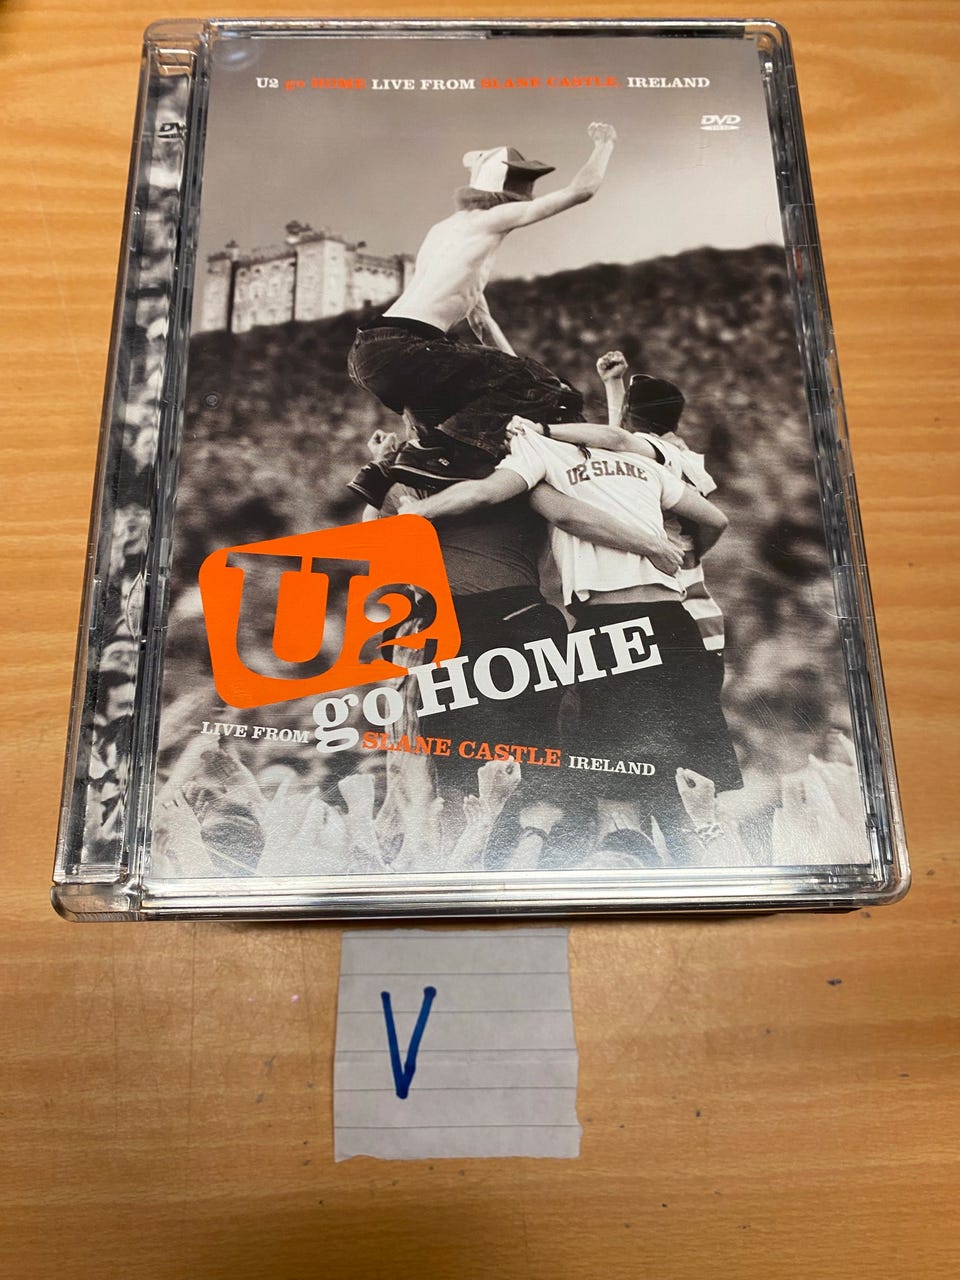 U2 go HOME LIVE FROM SLANE CASTLE, IRELAND
DVD
U2 SLANE
U2
go HOME
LIVE FROM SLANE CASTLE IRELAND
V